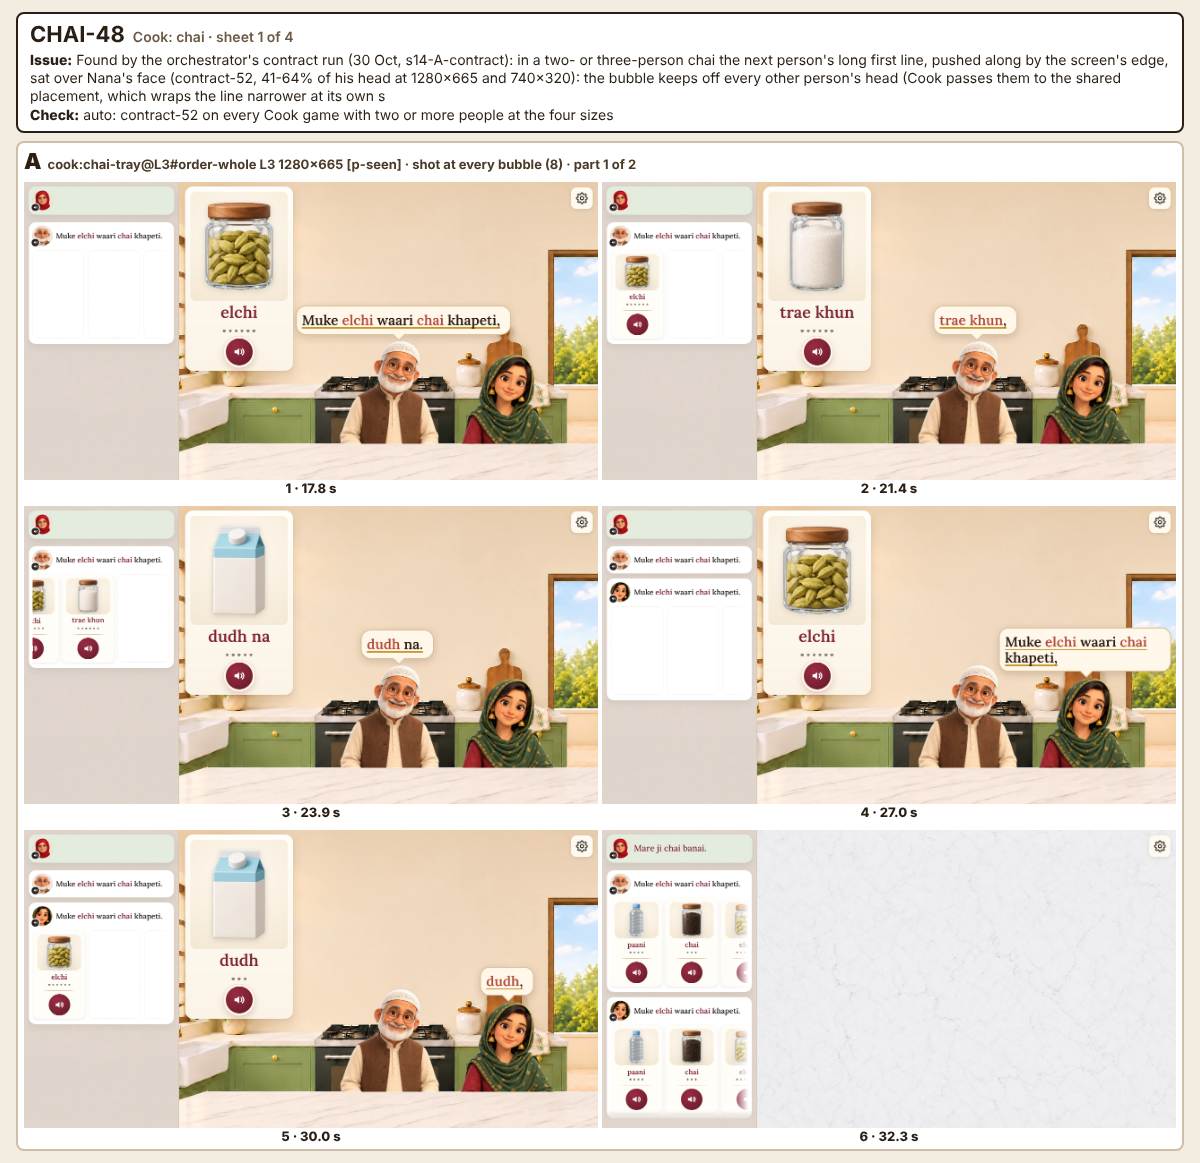 CHAI-48 Cook: chai · sheet 1 of 4
Issue: Found by the orchestrator's contract run (30 Oct, s14-A-contract): in a two- or three-person chai the next person's long first line, pushed along by the screen's edge,
sat over Nana's face (contract-52, 41-64% of his head at 1280×665 and 740×320): the bubble keeps off every other person's head (Cook passes them to the shared
placement, which wraps the line narrower at its own s
Check: auto: contract-52 on every Cook game with two or more people at the four sizes
A cook:chai-tray@L3#order-whole L3 1280×665 [p-seen] · shot at every bubble (8) · part 1 of 2
Muke elchi waari chai khapeti.
elchi
Muke elchi waari chai khapeti,
1 · 17.8 s
Muke elchi waari chai khapeti.
elchi
trae khun
trae khun,
2 · 21.4 s
Muke elchi waari chai khapeti.
chi
trae khun
dudh na
dudh na.
3 · 23.9 s
Muke elchi waari chai khapeti.
Muke elchi waari chai khapeti.
elchi
Muke elchi waari chai
khapeti,
4 · 27.0 s
Muke elchi waari chai khapeti.
Muke elchi waari chai khapeti.
elchi
dudh
dudh,
5 · 30.0 s
Mare ji chai banai.
Muke elchi waari chai khapeti.
paani
chai
el
Muke elchi waari chai khapeti.
paani
chai
el
6 · 32.3 s